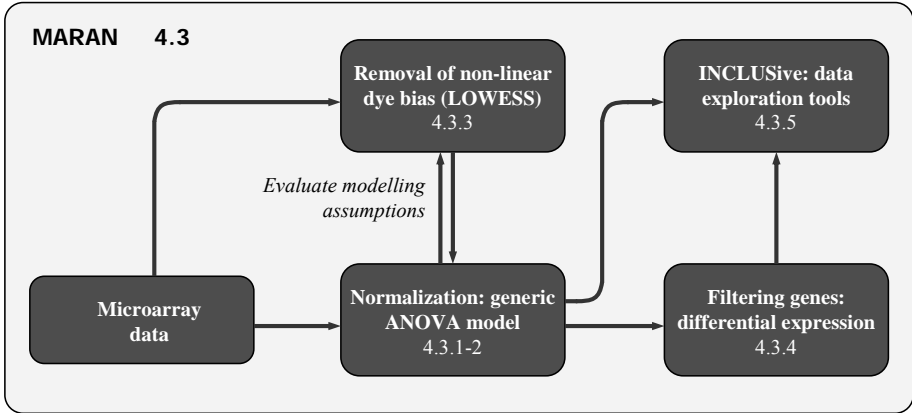 MARAN 4.3
Removal of non-linear
dye bias (LOWESS)
4.3.3
INCLUSive: data
exploration tools
4.3.5
Evaluate modelling
assumptions
Microarray
data
Normalization: generic
ANOVA model
4.3.1-2
Filtering genes:
differential expression
4.3.4